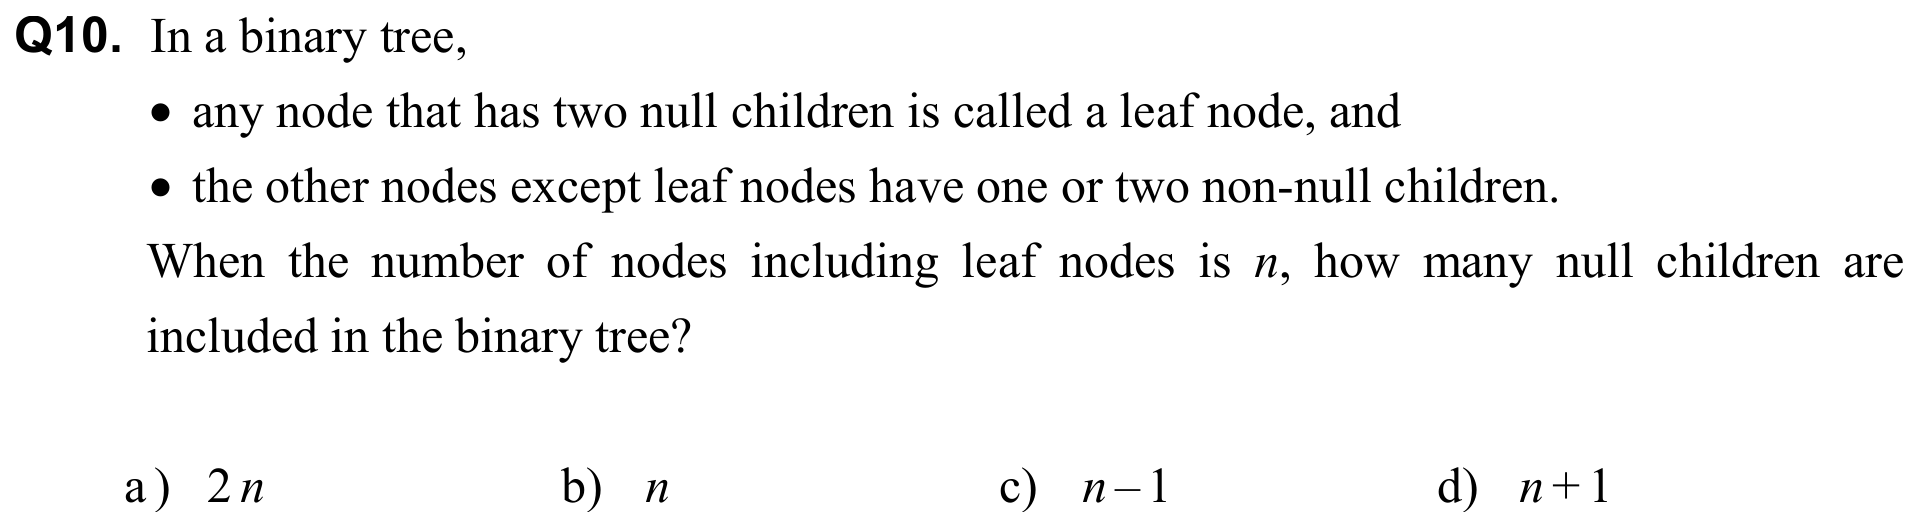 Q10. In a binary tree,
• any node that has two null children is called a leaf node, and
• the other nodes except leaf nodes have one or two non-null children.
When the number of nodes including leaf nodes is n, how many null children are
included in the binary tree?
a) 2n b) n c) n – 1 d) n + 1